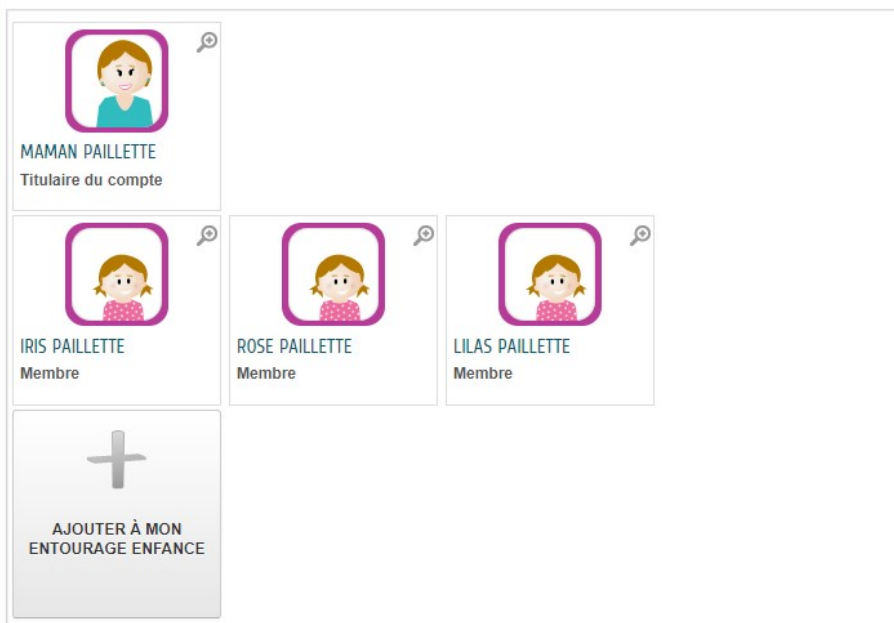 MAMAN PAILLETTE
Titulaire du compte
IRIS PAILLETTE
Membre
ROSE PAILLETTE
Membre
LILAS PAILLETTE
Membre
AJOUTER À MON
ENTOURAGE ENFANCE